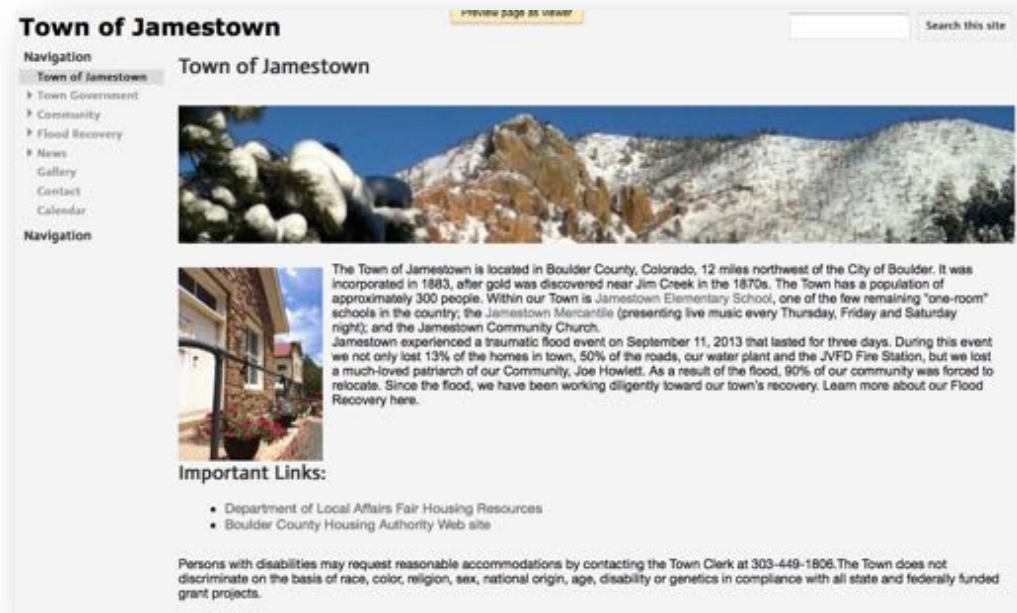 Preview page as viewer
Town of Jamestown
Search this site
Navigation
Town of Jamestown
Town Government
Community
Flood Recovery
News
Gallery
Contact
Calendar
Navigation
Town of Jamestown
The Town of Jamestown is located in Boulder County, Colorado, 12 miles northwest of the City of Boulder. It was
incorporated in 1883, after gold was discovered near Jim Creek in the 1870s. The Town has a population of
approximately 300 people. Within our Town is Jamestown Elementary School, one of the few remaining "one-room"
schools in the country; the Jamestown Mercantile (presenting live music every Thursday, Friday and Saturday
night); and the Jamestown Community Church.
Jamestown experienced a traumatic flood event on September 11, 2013 that lasted for three days. During this event
we not only lost 13% of the homes in town, 50% of the roads, our water plant and the JVFD Fire Station, but we lost
a much-loved patriarch of our Community, Joe Howlett. As a result of the flood, 90% of our community was forced to
relocate. Since the flood, we have been working diligently toward our town's recovery. Learn more about our Flood
Recovery here.
Important Links:
• Department of Local Affairs Fair Housing Resources
• Boulder County Housing Authority Web site
Persons with disabilities may request reasonable accommodations by contacting the Town Clerk at 303-449-1806.The Town does not
discriminate on the basis of race, color, religion, sex, national origin, age, disability or genetics in compliance with all state and federally funded
grant projects.